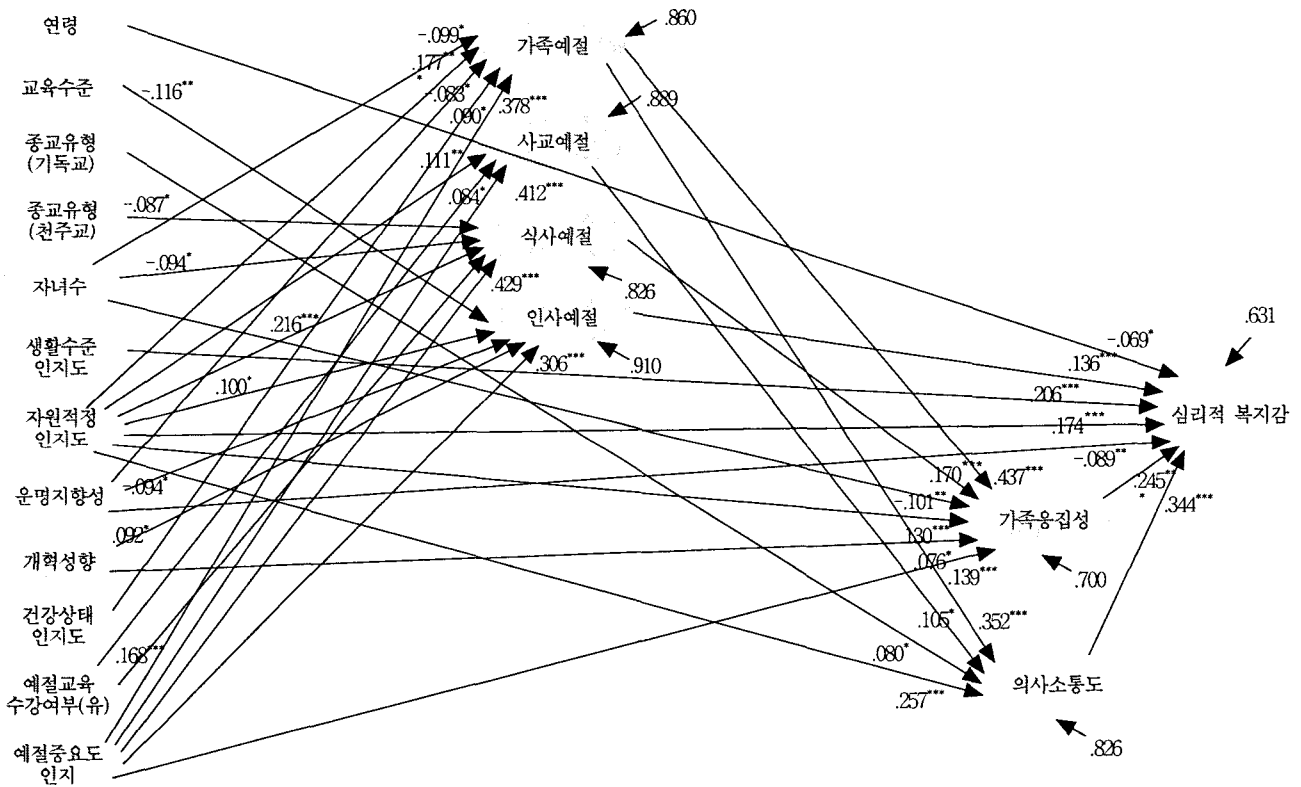 연령
교육수준
종교유형
(기독교)
종교유형
(천주교)
자녀수
생활수준
인지도
자원적정
인지도
운명지향성
개혁성향
건강상태
인지도
예절교육
수강여부(유)
예절중요도
인지
-.116**
-.087*
-.094*
.216***
.100*
-.094*
.092*
.168***
-.099*
.177**
*
-.083*
.090*
.378***
.111**
.084*
.412***
.429***
.306***
가족예절
사교예절
식사예절
인사예절
.860
.889
.826
.910
-.069*
.136***
.206***
.174***
-.089**
.245**
*
.344***
.631
심리적 복지감
.170***
.437***
-.101**
.130***
.076*
.139***
가족응집성
.700
.105*
.352***
.080*
.257***
의사소통도
.826